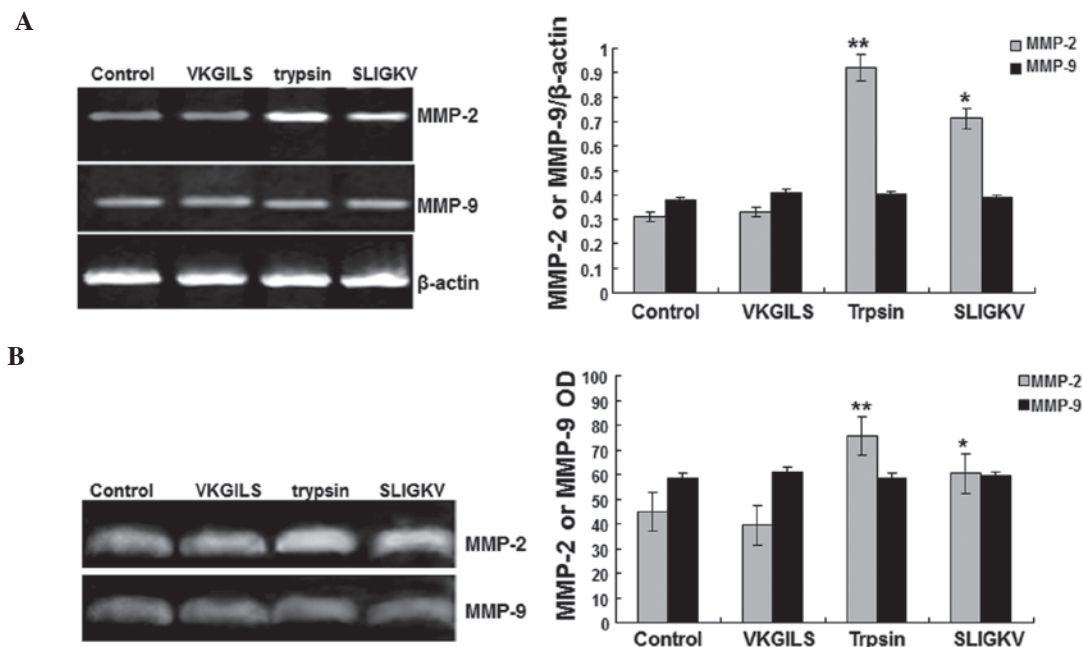 A
Control VKGILS trypsin SLIGKV
MMP-2
MMP-9
β-actin
MMP-2 or MMP-9/β-actin
1
0.9
0.8
0.7
0.6
0.5
0.4
0.3
0.2
0.1
0
**
*
MMP-2
MMP-9
Control VKGILS Trpsin SLIGKV
B
Control VKGILS trypsin SLIGKV
MMP-2
MMP-9
MMP-2 or MMP-9 OD
100
90
80
70
60
50
40
30
20
10
0
**
*
MMP-2
MMP-9
Control VKGILS Trpsin SLIGKV